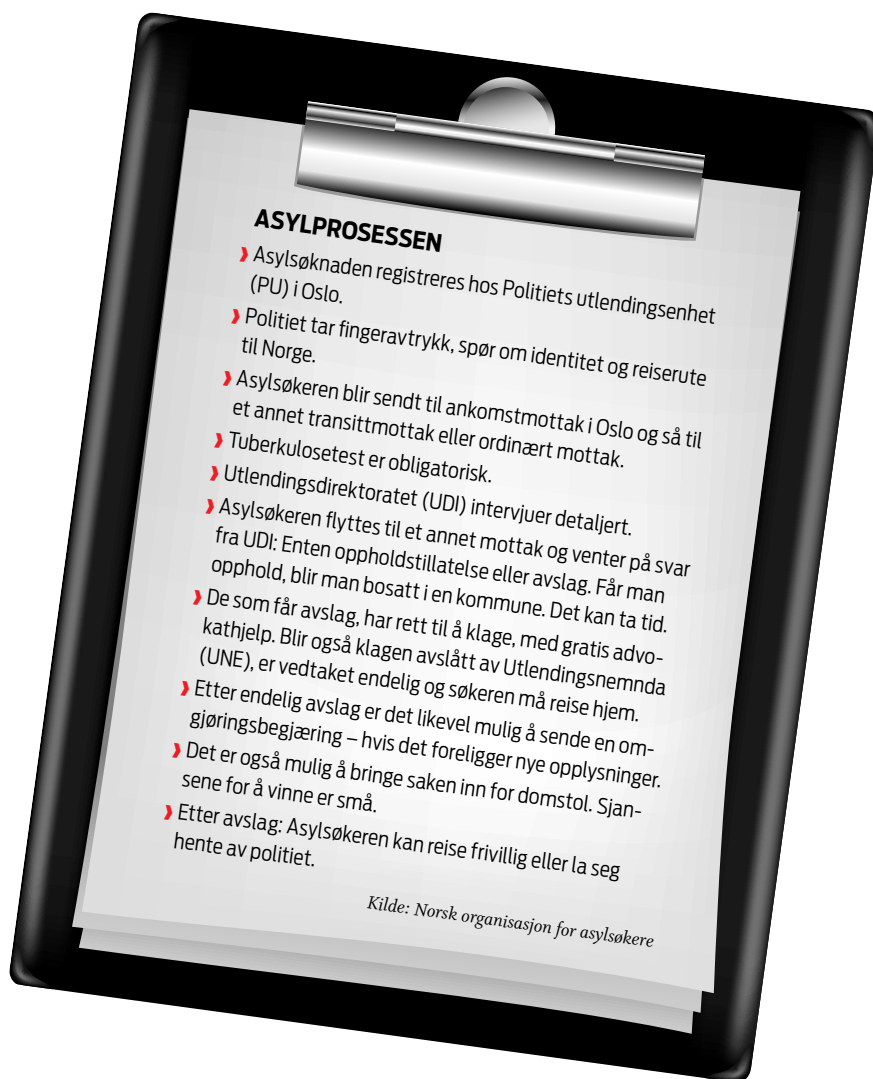 ASYLPROSESSEN
❱ Asylsøknaden registreres hos Politiets utlendingsenhet
(PU) i Oslo.
❱ Politiet tar fingeravtrykk, spør om identitet og reiserute
til Norge.
❱ Asylsøkeren blir sendt til ankomstmottak i Oslo og så til
et annet transittmottak eller ordinært mottak.
❱ Tuberkulosetest er obligatorisk.
❱ Utlendingsdirektoratet (UDI) intervjuer detaljert.
❱ Asylsøkeren flyttes til et annet mottak og venter på svar
fra UDI: Enten oppholdstillatelse eller avslag. Får man
opphold, blir man bosatt i en kommune. Det kan ta tid.
❱ De som får avslag, har rett til å klage, med gratis advo-
kathjelp. Blir også klagen avslått av Utlendingsnemnda
(UNE), er vedtaket endelig og søkeren må reise hjem.
❱ Etter endelig avslag er det likevel mulig å sende en om-
gjøringsbegjæring – hvis det foreligger nye opplysninger.
❱ Det er også mulig å bringe saken inn for domstol. Sjan-
sene for å vinne er små.
❱ Etter avslag: Asylsøkeren kan reise frivillig eller la seg
hente av politiet.
Kilde: Norsk organisasjon for asylsøkere